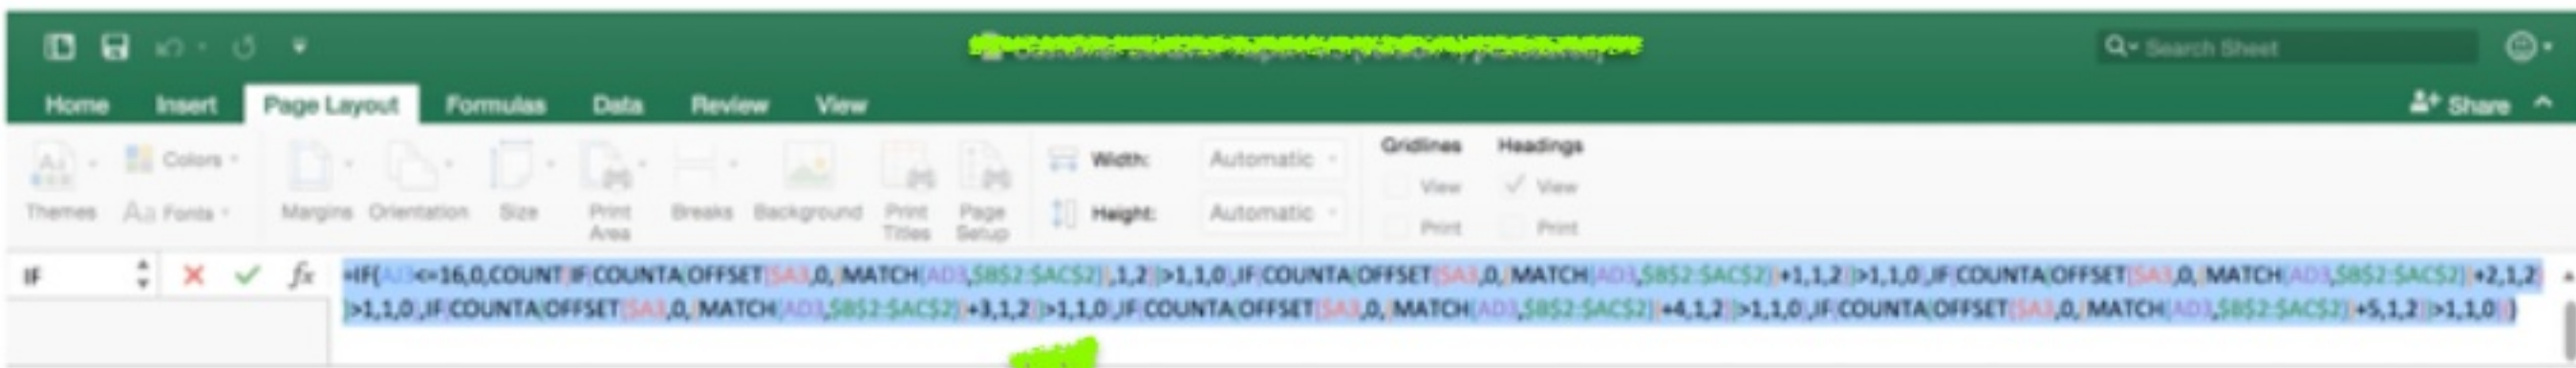 Search Sheet
Home Insert Page Layout Formulas Data Review View Share
Aa Colors Width: Automatic Gridlines Headings
View View
Themes Aa Fonts Margins Orientation Size Print Area Breaks Background Print Titles Page Setup Height: Automatic Print Print
IF fx =IF(AJ3<=16,0,COUNT(IF(COUNTA(OFFSET($A3,0,(MATCH(AD3,$B$2:$AC$2)),1,2))>1,1,0),IF(COUNTA(OFFSET($A3,0,(MATCH(AD3,$B$2:$AC$2))+1,1,2))>1,1,0),IF(COUNTA(OFFSET($A3,0,(MATCH(AD3,$B$2:$AC$2))+2,1,2)
)>1,1,0),IF(COUNTA(OFFSET($A3,0,(MATCH(AD3,$B$2:$AC$2))+3,1,2))>1,1,0),IF(COUNTA(OFFSET($A3,0,(MATCH(AD3,$B$2:$AC$2))+4,1,2))>1,1,0),IF(COUNTA(OFFSET($A3,0,(MATCH(AD3,$B$2:$AC$2))+5,1,2))>1,1,0)))